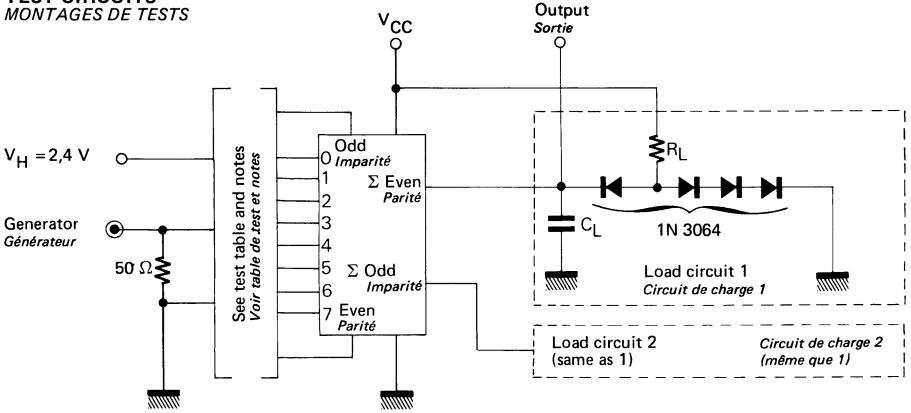 TEST CIRCUITS
MONTAGES DE TESTS
VCC
Output
Sortie
VH = 2,4 V
Generator
Générateur
50 Ω
See test table and notes
Voir table de test et notes
Odd
0 Imparité
1
2
3
4
5
6
7 Even
Parité
Σ Even
Parité
Σ Odd
Imparité
RL
CL
1N 3064
Load circuit 1
Circuit de charge 1
Load circuit 2
(same as 1)
Circuit de charge 2
(même que 1)